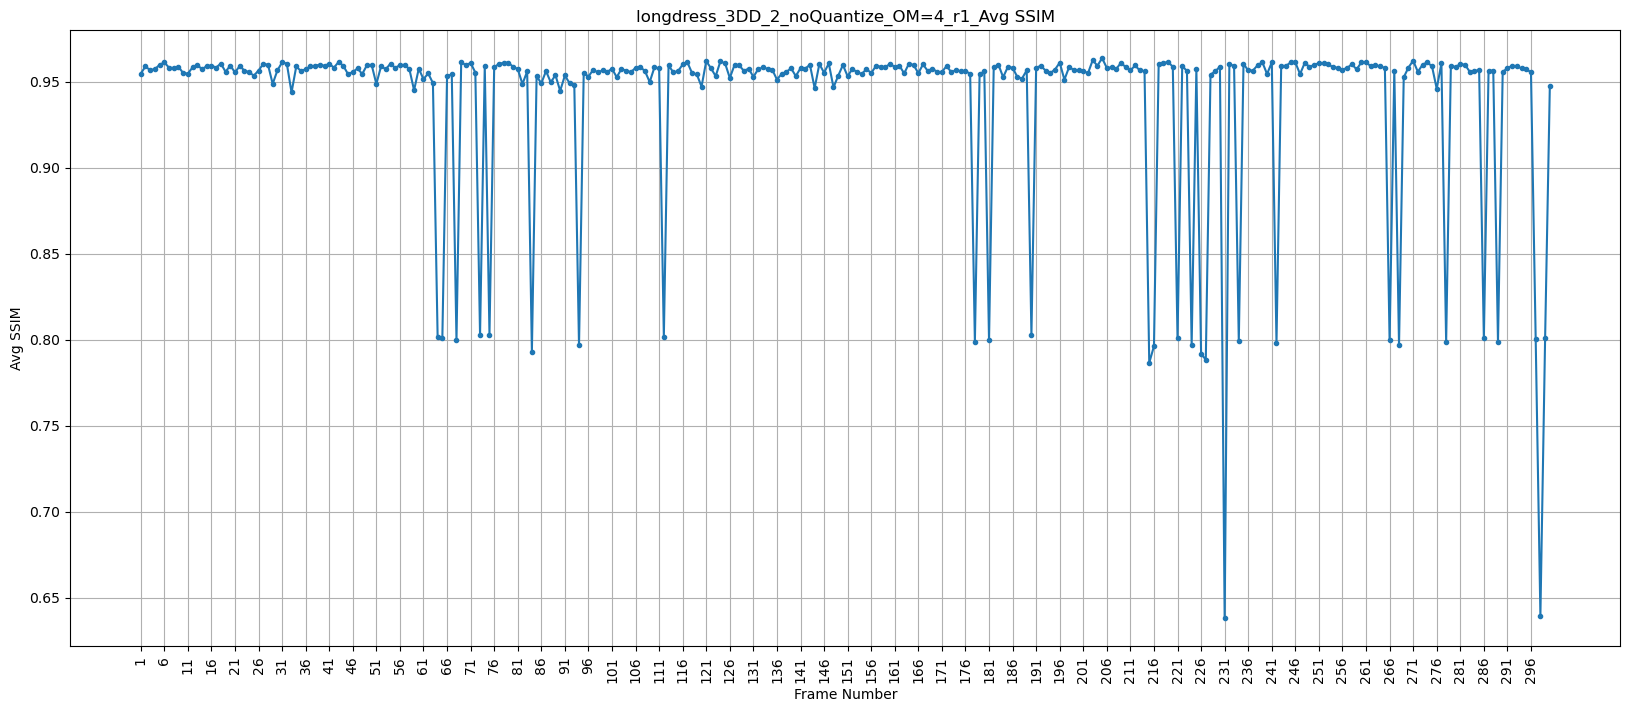 longdress_3DD_2_noQuantize_OM=4_r1_Avg SSIM
0.95
0.90
0.85
0.80
0.75
0.70
0.65
Avg SSIM
1 6 11 16 21 26 31 36 41 46 51 56 61 66 71 76 81 86 91 96 101 106 111 116 121 126 131 136 141 146 151 156 161 166 171 176 181 186 191 196 201 206 211 216 221 226 231 236 241 246 251 256 261 266 271 276 281 286 291 296
Frame Number